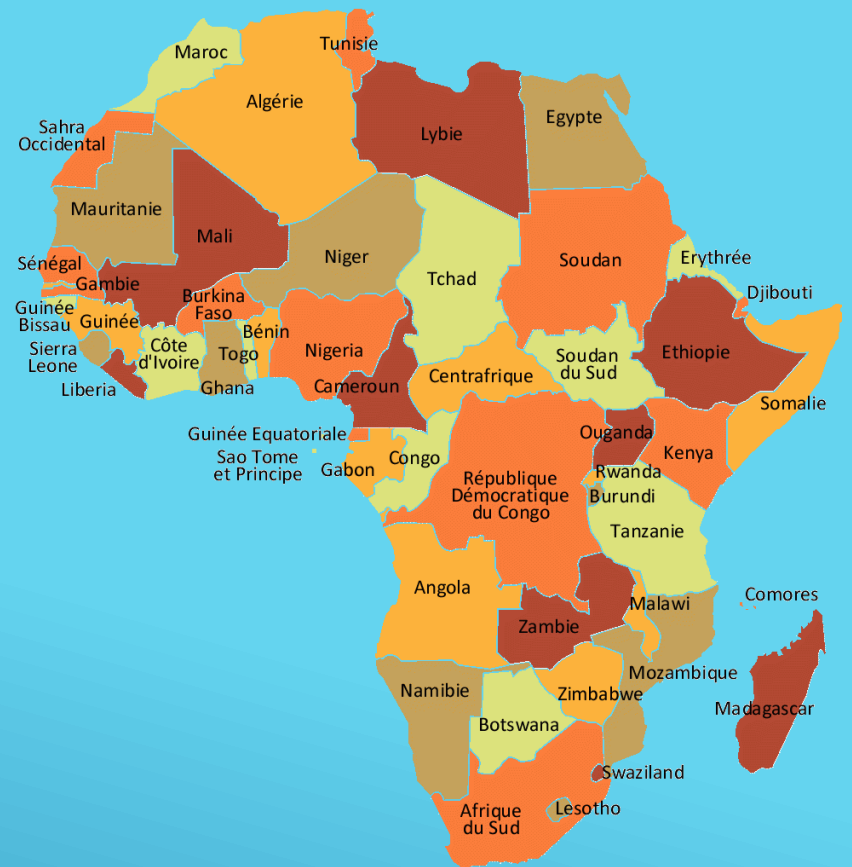 Maroc
Tunisie
Algérie
Lybie
Egypte
Sahra
Occidental
Mauritanie
Mali
Niger
Tchad
Soudan
Erythrée
Sénégal
Gambie
Djibouti
Burkina
Faso
Guinée
Bissau
Guinée
Bénin
Côte
d'Ivoire
Togo
Nigeria
Sierra
Leone
Liberia
Ghana
Cameroun
Centrafrique
Soudan
du Sud
Ethiopie
Somalie
Guinée Equatoriale
Sao Tome
et Principe
Gabon
Congo
Ouganda
Kenya
République
Démocratique
du Congo
Rwanda
Burundi
Tanzanie
Angola
Zambie
Malawi
Comores
Mozambique
Madagascar
Namibie
Zimbabwe
Botswana
Swaziland
Afrique
du Sud
Lesotho